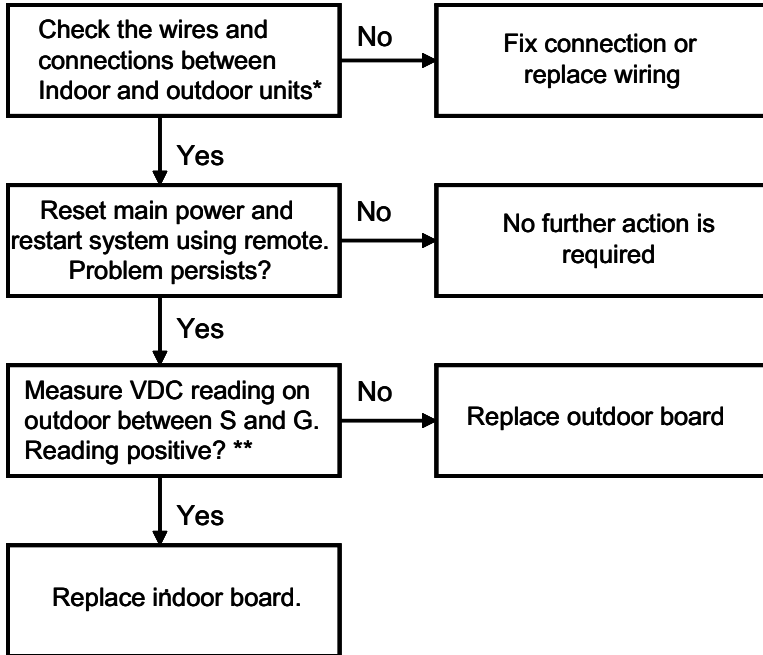 Check the wires and
connections between
Indoor and outdoor units*
No
Fix connection or
replace wiring
Yes
Reset main power and
restart system using remote.
Problem persists?
No
No further action is
required
Yes
Measure VDC reading on
outdoor between S and G.
Reading positive? **
No
Replace outdoor board
Yes
Replace indoor board.